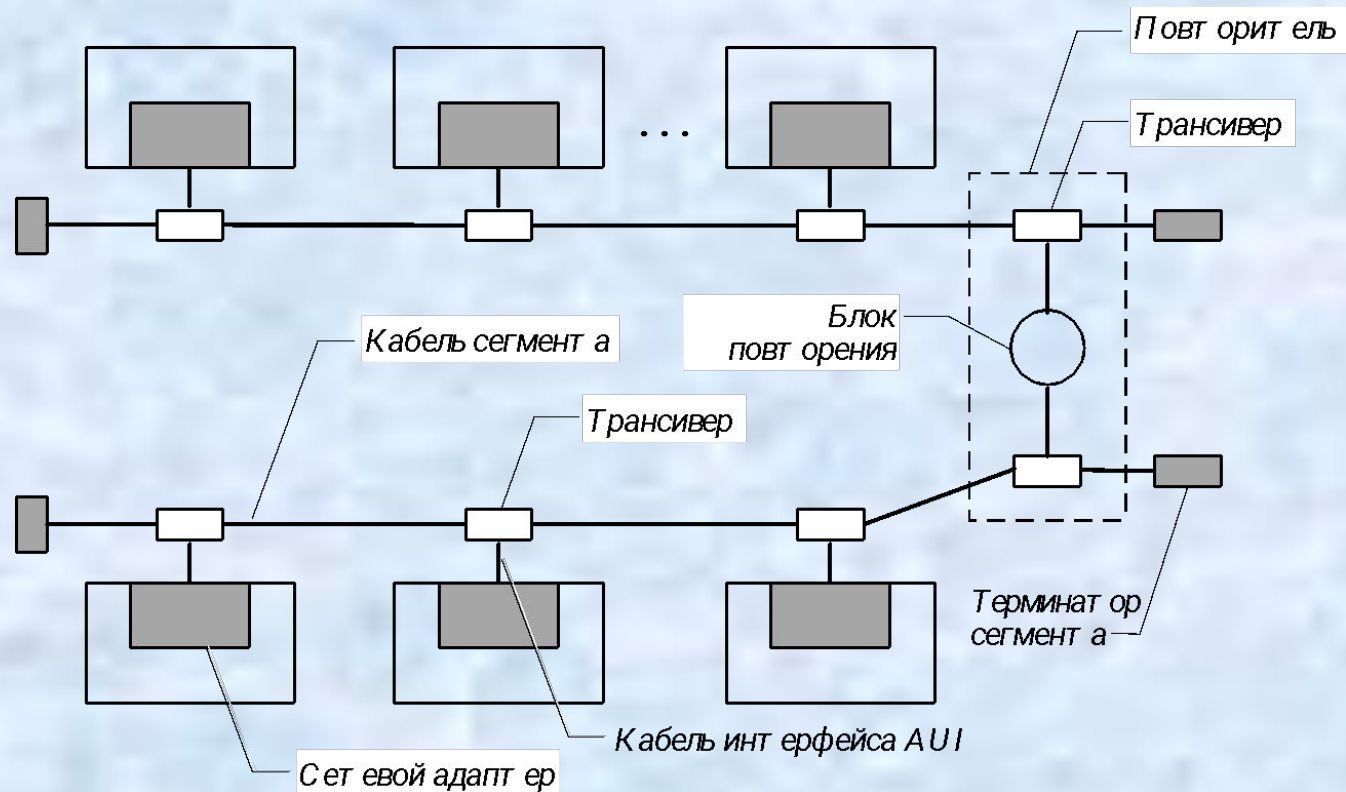 Повторитель
Трансивер
...
Блок
повторения
Кабель сегмента
Трансивер
Терминатор
сегмента
Кабель интерфейса AUI
Сетевой адаптер